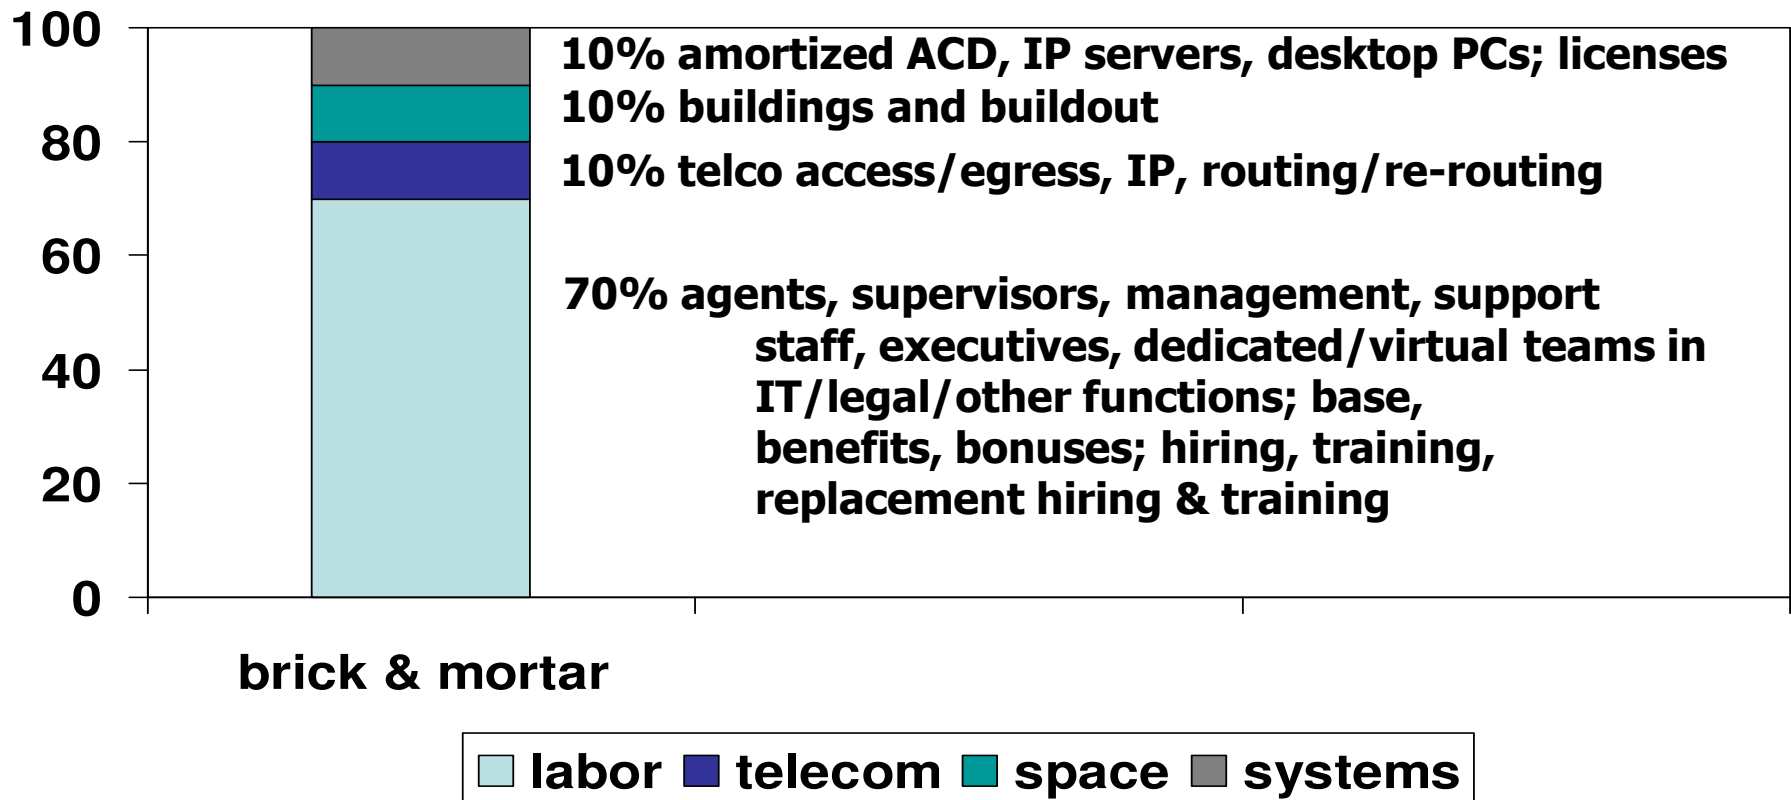 100
80
60
40
20
0
10% amortized ACD, IP servers, desktop PCs; licenses
10% buildings and buildout
10% telco access/egress, IP, routing/re-routing
70% agents, supervisors, management, support
staff, executives, dedicated/virtual teams in
IT/legal/other functions; base,
benefits, bonuses; hiring, training,
replacement hiring & training
brick & mortar
labor telecom space systems